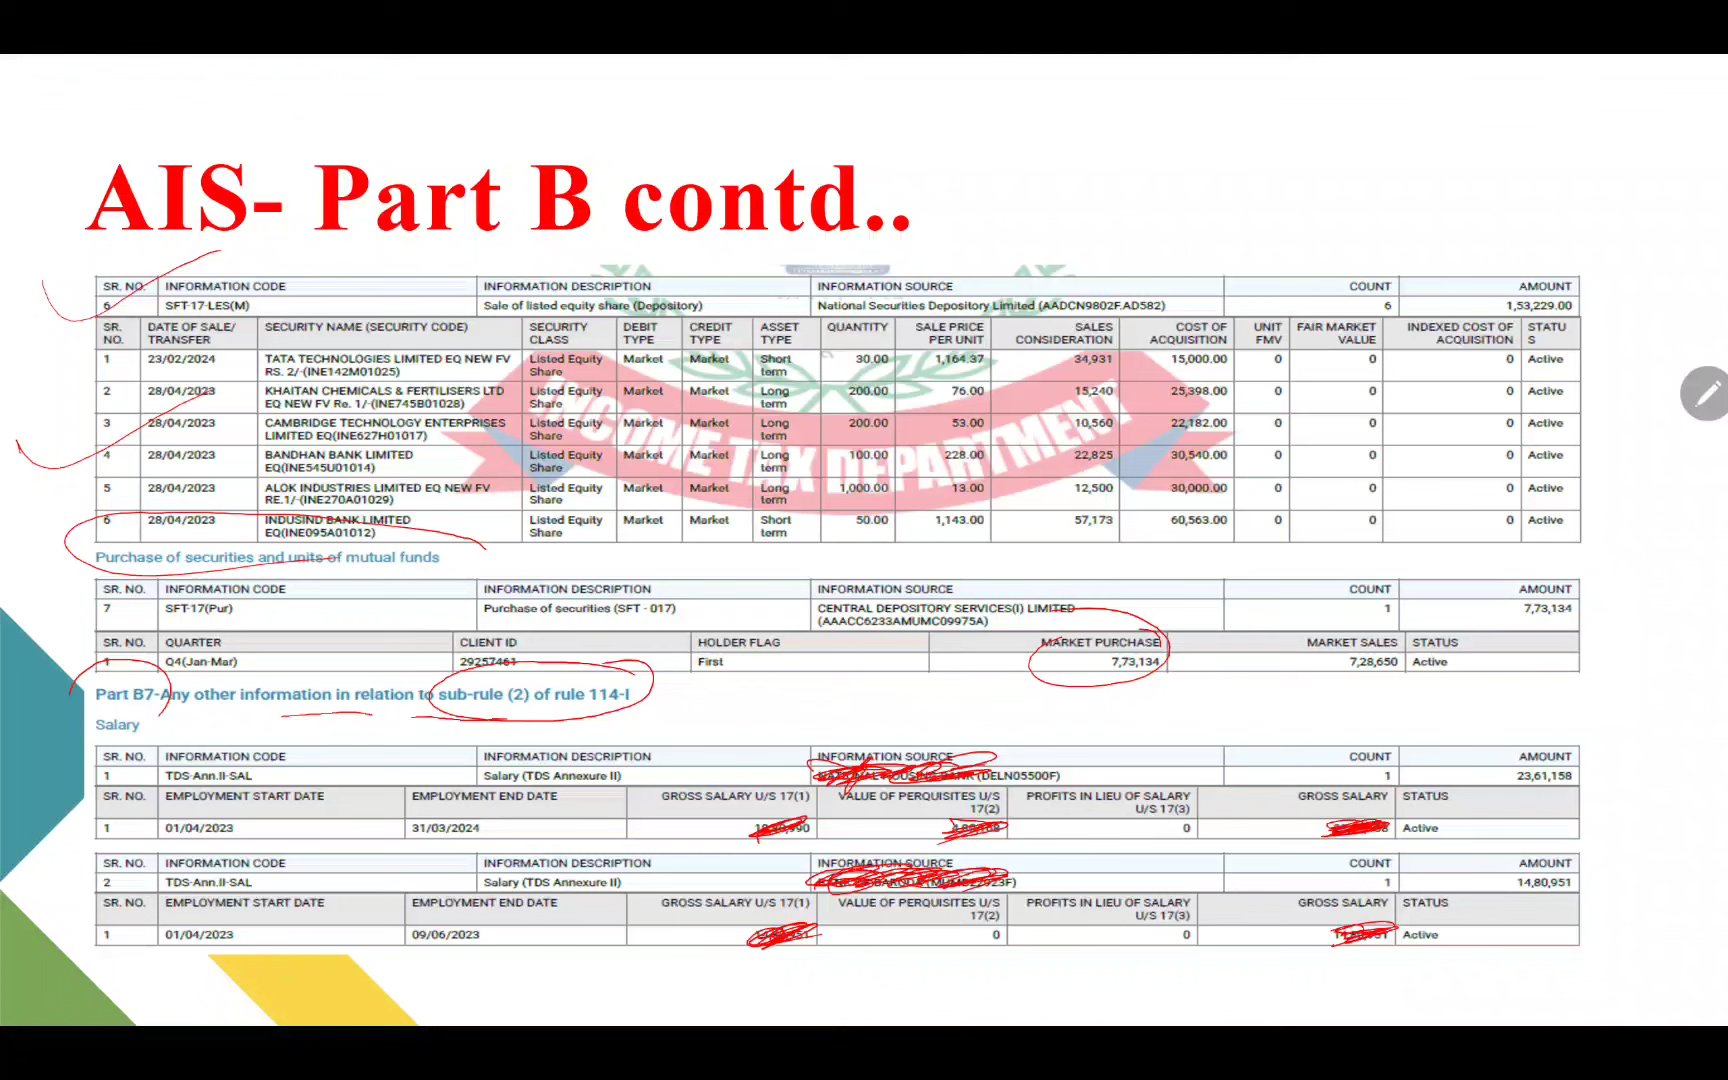 AIS- Part B contd..
SR. NO. INFORMATION CODE INFORMATION DESCRIPTION INFORMATION SOURCE COUNT AMOUNT
6 SFT-17-LES(M) Sale of listed equity share (Depository) National Securities Depository Limited (AADCN9802F.AD582) 6 1,53,229.00
SR. NO. DATE OF SALE/ TRANSFER SECURITY NAME (SECURITY CODE) SECURITY CLASS DEBIT TYPE CREDIT TYPE ASSET TYPE QUANTITY SALE PRICE PER UNIT SALES CONSIDERATION COST OF ACQUISITION UNIT FMV FAIR MARKET VALUE INDEXED COST OF ACQUISITION STATU S
1 23/02/2024 TATA TECHNOLOGIES LIMITED EQ NEW FV RS. 2/-(INE142M01025) Listed Equity Share Market Market Short term 30.00 1,164.37 34,931 15,000.00 0 0 0 Active
2 28/04/2023 KHAITAN CHEMICALS & FERTILISERS LTD EQ NEW FV Re. 1/-(INE745B01028) Listed Equity Share Market Market Long term 200.00 76.00 15,240 25,398.00 0 0 0 Active
3 28/04/2023 CAMBRIDGE TECHNOLOGY ENTERPRISES LIMITED EQ(INE627H01017) Listed Equity Share Market Market Long term 200.00 53.00 10,560 22,182.00 0 0 0 Active
4 28/04/2023 BANDHAN BANK LIMITED EQ(INE545U01014) Listed Equity Share Market Market Long term 100.00 228.00 22,825 30,540.00 0 0 0 Active
5 28/04/2023 ALOK INDUSTRIES LIMITED EQ NEW FV RE.1/-(INE270A01029) Listed Equity Share Market Market Long term 1,000.00 13.00 12,500 30,000.00 0 0 0 Active
6 28/04/2023 INDUSIND BANK LIMITED EQ(INE095A01012) Listed Equity Share Market Market Short term 50.00 1,143.00 57,173 60,563.00 0 0 0 Active
INCOME TAX DEPARTMENT
Purchase of securities and units of mutual funds
SR. NO. INFORMATION CODE INFORMATION DESCRIPTION INFORMATION SOURCE COUNT AMOUNT
7 SFT-17(Pur) Purchase of securities (SFT - 017) CENTRAL DEPOSITORY SERVICES(I) LIMITED (AAACC6233AMUMC09975A) 1 7,73,134
SR. NO. QUARTER CLIENT ID HOLDER FLAG MARKET PURCHASE MARKET SALES STATUS
1 Q4(Jan-Mar) 29257461 First 7,73,134 7,28,650 Active
Part B7-Any other information in relation to sub-rule (2) of rule 114-I
Salary
SR. NO. INFORMATION CODE INFORMATION DESCRIPTION INFORMATION SOURCE COUNT AMOUNT
1 TDS-Ann.II-SAL Salary (TDS Annexure II) (DELN05500F) 1 23,61,158
SR. NO. EMPLOYMENT START DATE EMPLOYMENT END DATE GROSS SALARY U/S 17(1) VALUE OF PERQUISITES U/S 17(2) PROFITS IN LIEU OF SALARY U/S 17(3) GROSS SALARY STATUS
1 01/04/2023 31/03/2024 0 Active
SR. NO. INFORMATION CODE INFORMATION DESCRIPTION INFORMATION SOURCE COUNT AMOUNT
2 TDS-Ann.II-SAL Salary (TDS Annexure II) 1 14,80,951
SR. NO. EMPLOYMENT START DATE EMPLOYMENT END DATE GROSS SALARY U/S 17(1) VALUE OF PERQUISITES U/S 17(2) PROFITS IN LIEU OF SALARY U/S 17(3) GROSS SALARY STATUS
1 01/04/2023 09/06/2023 0 0 Active